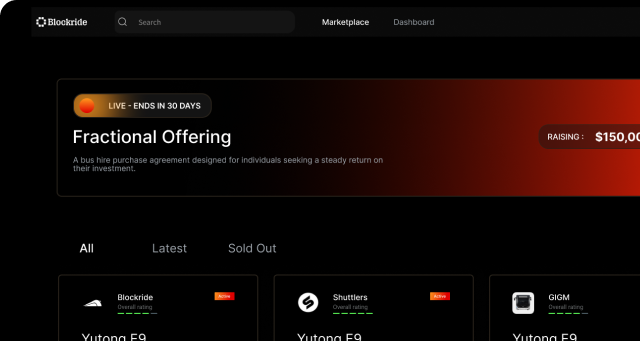 Blockride
Search
Marketplace
Dashboard
LIVE - ENDS IN 30 DAYS
Fractional Offering
A bus hire purchase agreement designed for individuals seeking a steady return on
their investment.
RAISING :
$150,00
All
Latest
Sold Out
Blockride
Overall rating
Active
Shuttlers
Overall rating
Active
GIGM
Overall rating
Yutong E9
Yutong E9
Yutong E9